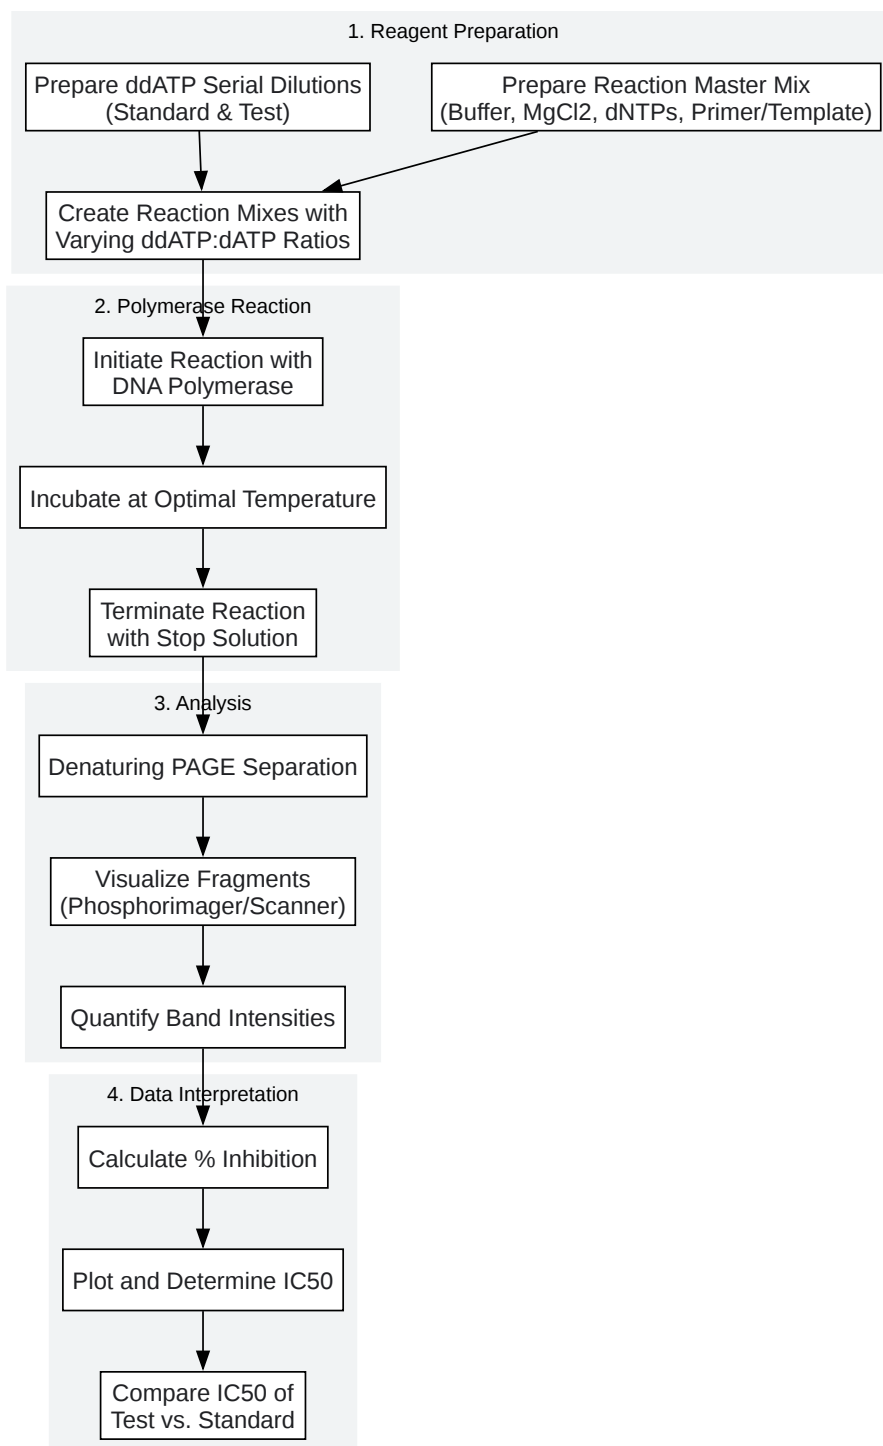 1. Reagent Preparation
Prepare ddATP Serial Dilutions
(Standard & Test)
Prepare Reaction Master Mix
(Buffer, MgCl2, dNTPs, Primer/Template)
Create Reaction Mixes with
Varying ddATP:dATP Ratios
2. Polymerase Reaction
Initiate Reaction with
DNA Polymerase
Incubate at Optimal Temperature
Terminate Reaction
with Stop Solution
3. Analysis
Denaturing PAGE Separation
Visualize Fragments
(Phosphorimager/Scanner)
Quantify Band Intensities
4. Data Interpretation
Calculate % Inhibition
Plot and Determine IC50
Compare IC50 of
Test vs. Standard